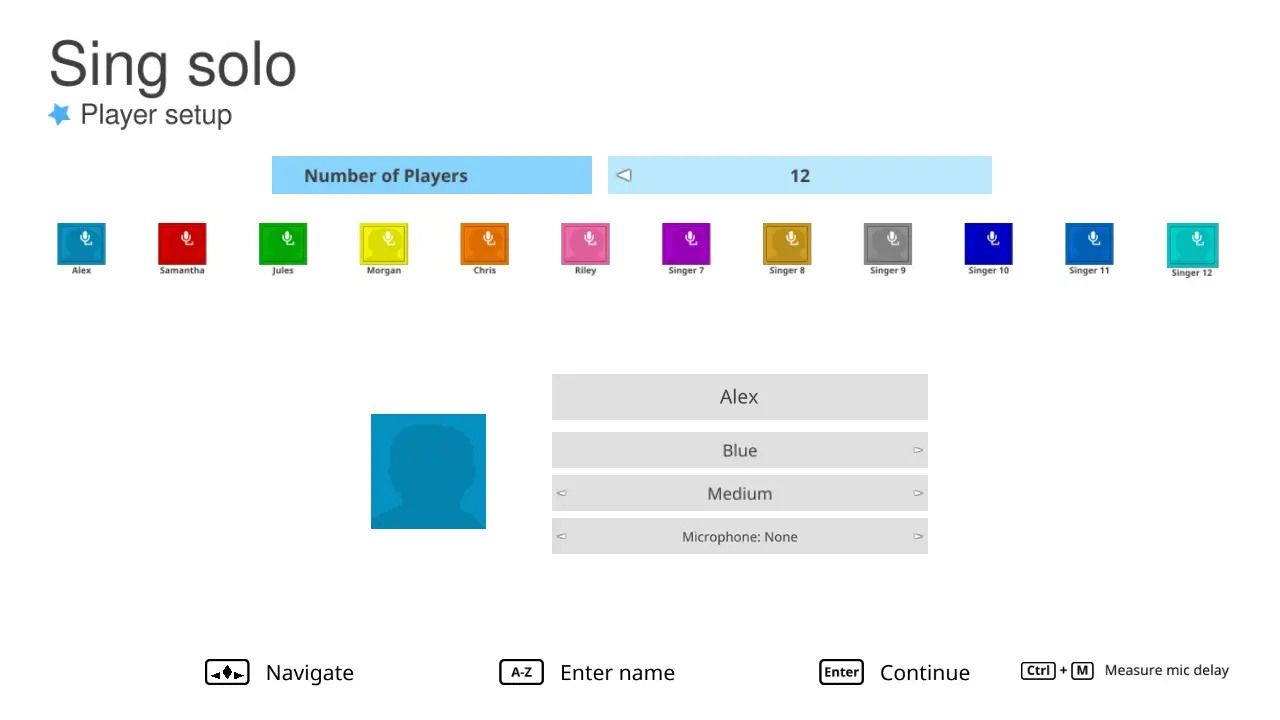 Sing solo
Player setup
Number of Players 12
Alex Samantha Jules Morgan Chris Riley Singer 7 Singer 8 Singer 9 Singer 10 Singer 11 Singer 12
Alex
Blue
Medium
Microphone: None
Navigate A-Z Enter name Enter Continue Ctrl + M Measure mic delay